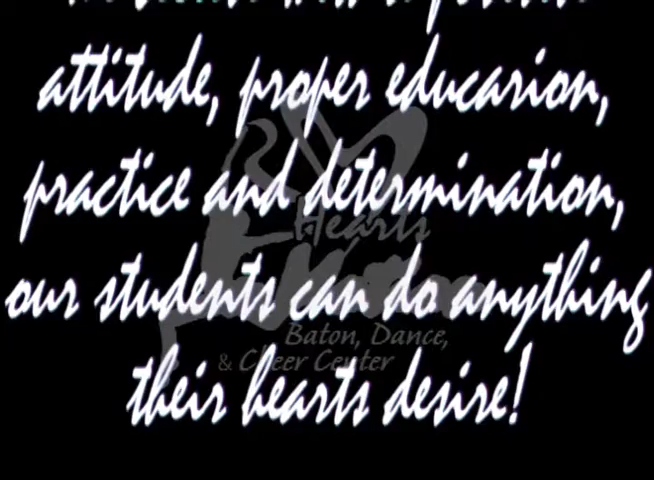 attitude, proper educarion,
practice and determination,
our students can do anything
their hearts desire!
Hearts
Baton, Dance,
& Cheer Center